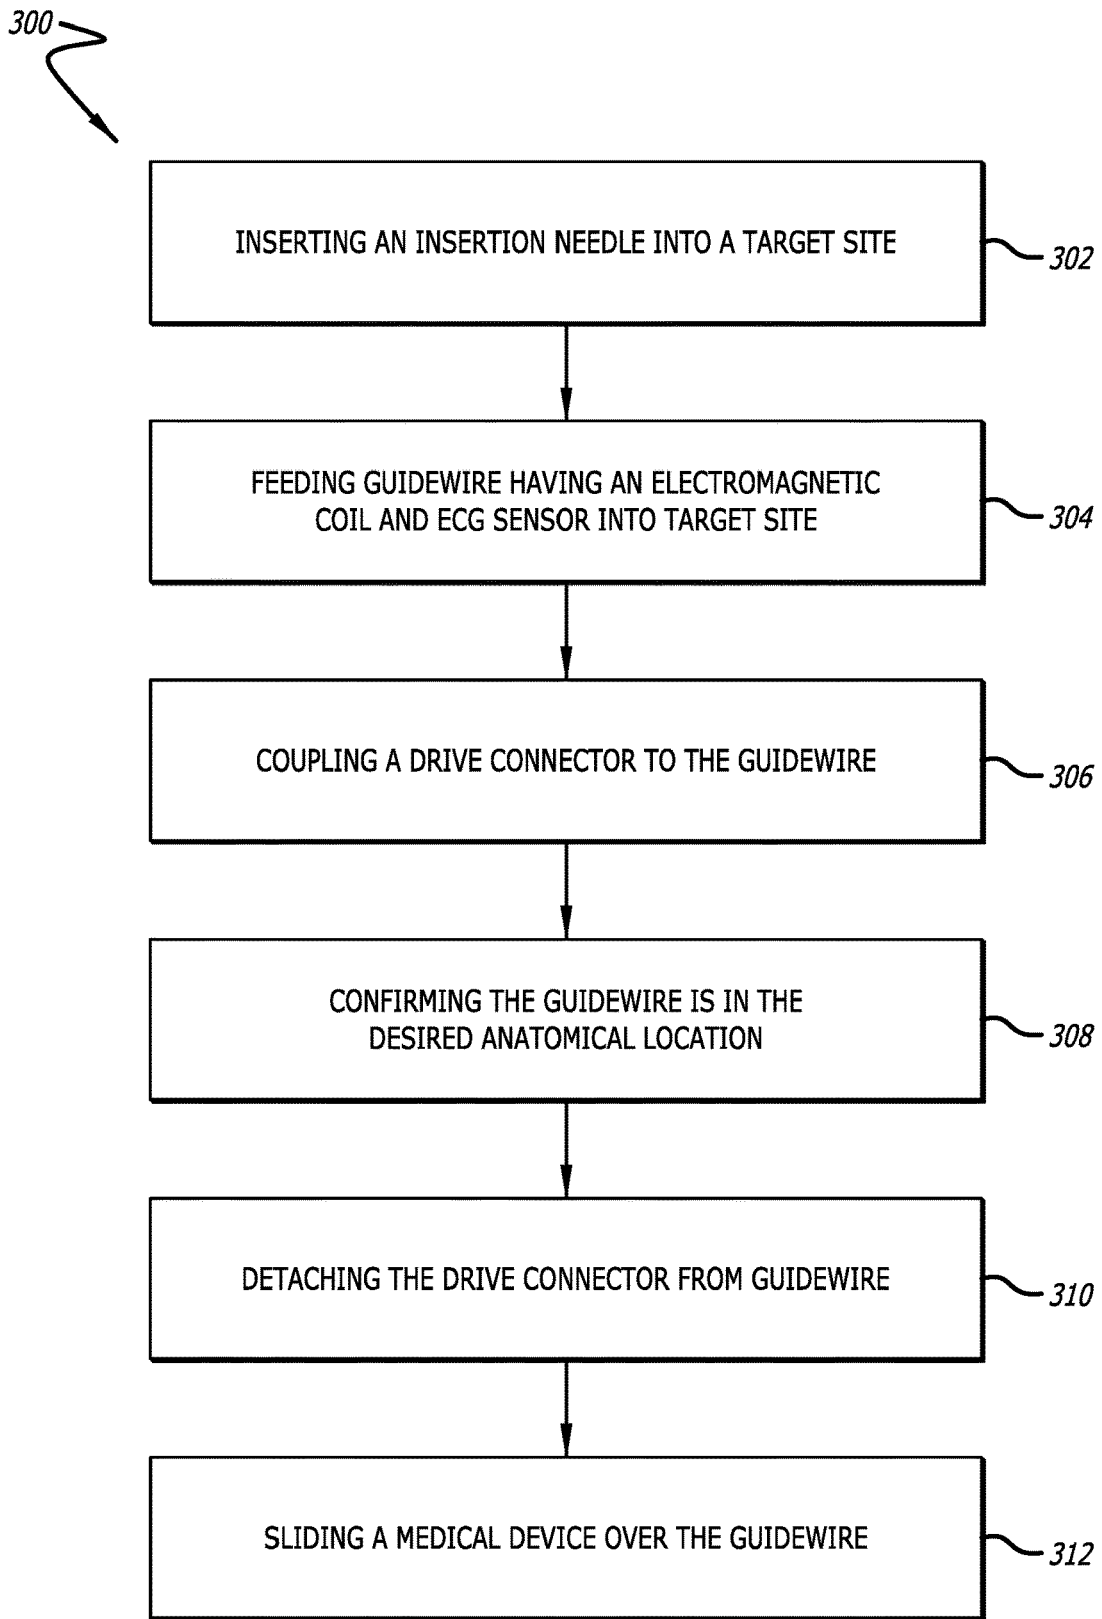 300
INSERTING AN INSERTION NEEDLE INTO A TARGET SITE
302
FEEDING GUIDEWIRE HAVING AN ELECTROMAGNETIC
COIL AND ECG SENSOR INTO TARGET SITE
304
COUPLING A DRIVE CONNECTOR TO THE GUIDEWIRE
306
CONFIRMING THE GUIDEWIRE IS IN THE
DESIRED ANATOMICAL LOCATION
308
DETACHING THE DRIVE CONNECTOR FROM GUIDEWIRE
310
SLIDING A MEDICAL DEVICE OVER THE GUIDEWIRE
312